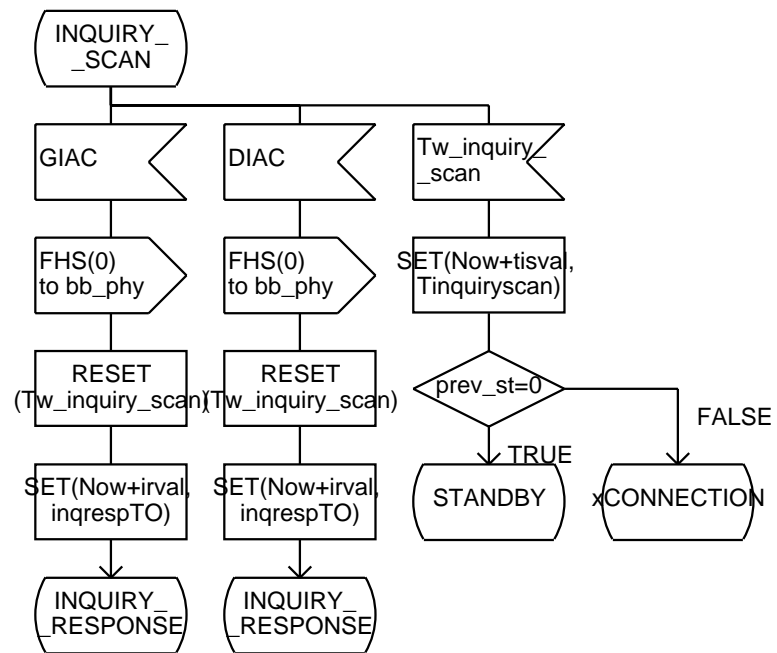 INQUIRY_
_SCAN
GIAC
DIAC
Tw_inquiry_
_scan
FHS(0)
to bb_phy
FHS(0)
to bb_phy
SET(Now+tisval,
Tinquiryscan)
RESET
(Tw_inquiry_scan)
RESET
(Tw_inquiry_scan)
prev_st=0
FALSE
TRUE
SET(Now+irval,
inqrespTO)
SET(Now+irval,
inqrespTO)
STANDBY
xCONNECTION
INQUIRY_
_RESPONSE
INQUIRY_
_RESPONSE